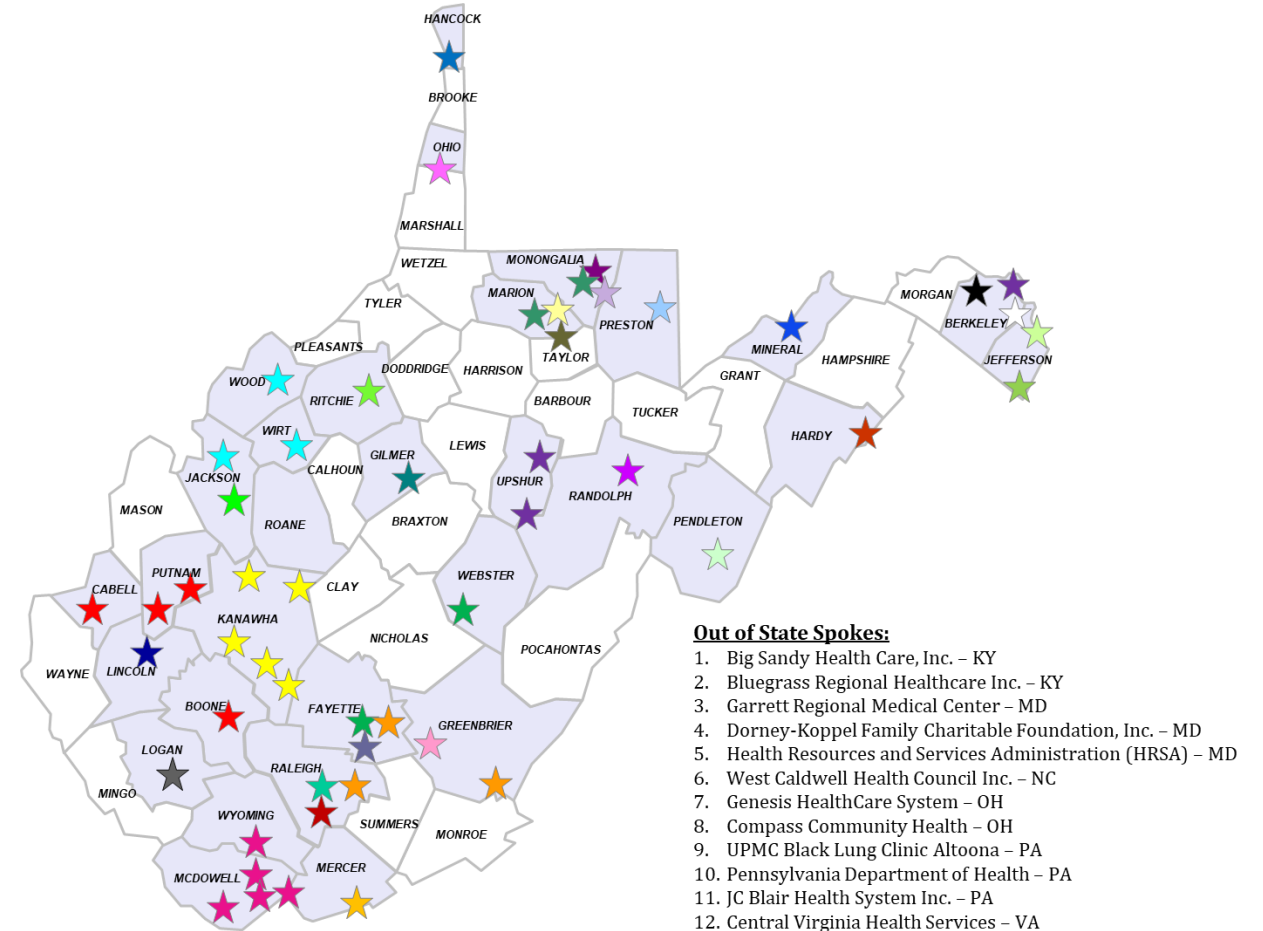 HANCOCK
BROOKE
OHIO
MARSHALL
WETZEL
MONONGALIA
MARION
TYLER
PRESTON
MORGAN
BERKELEY
JEFFERSON
PLEASANTS
TAYLOR
MINERAL
HAMPSHIRE
DODDRIDGE
HARRISON
GRANT
WOOD
RITCHIE
BARBOUR
TUCKER
WIRT
LEWIS
HARDY
GILMER
CALHOUN
JACKSON
UPSHUR
RANDOLPH
MASON
ROANE
BRAXTON
PENDLETON
PUTNAM
WEBSTER
CABELL
CLAY
KANAWHA
NICHOLAS
POCAHONTAS
WAYNE
LINCOLN
BOONE
FAYETTE
GREENBRIER
LOGAN
RALEIGH
MINGO
WYOMING
SUMMERS
MONROE
MERCER
MCDOWELL
Out of State Spokes:
1. Big Sandy Health Care, Inc. – KY
2. Bluegrass Regional Healthcare Inc. – KY
3. Garrett Regional Medical Center – MD
4. Dorney-Koppel Family Charitable Foundation, Inc. – MD
5. Health Resources and Services Administration (HRSA) – MD
6. West Caldwell Health Council Inc. – NC
7. Genesis HealthCare System – OH
8. Compass Community Health – OH
9. UPMC Black Lung Clinic Altoona – PA
10. Pennsylvania Department of Health – PA
11. JC Blair Health System Inc. – PA
12. Central Virginia Health Services – VA